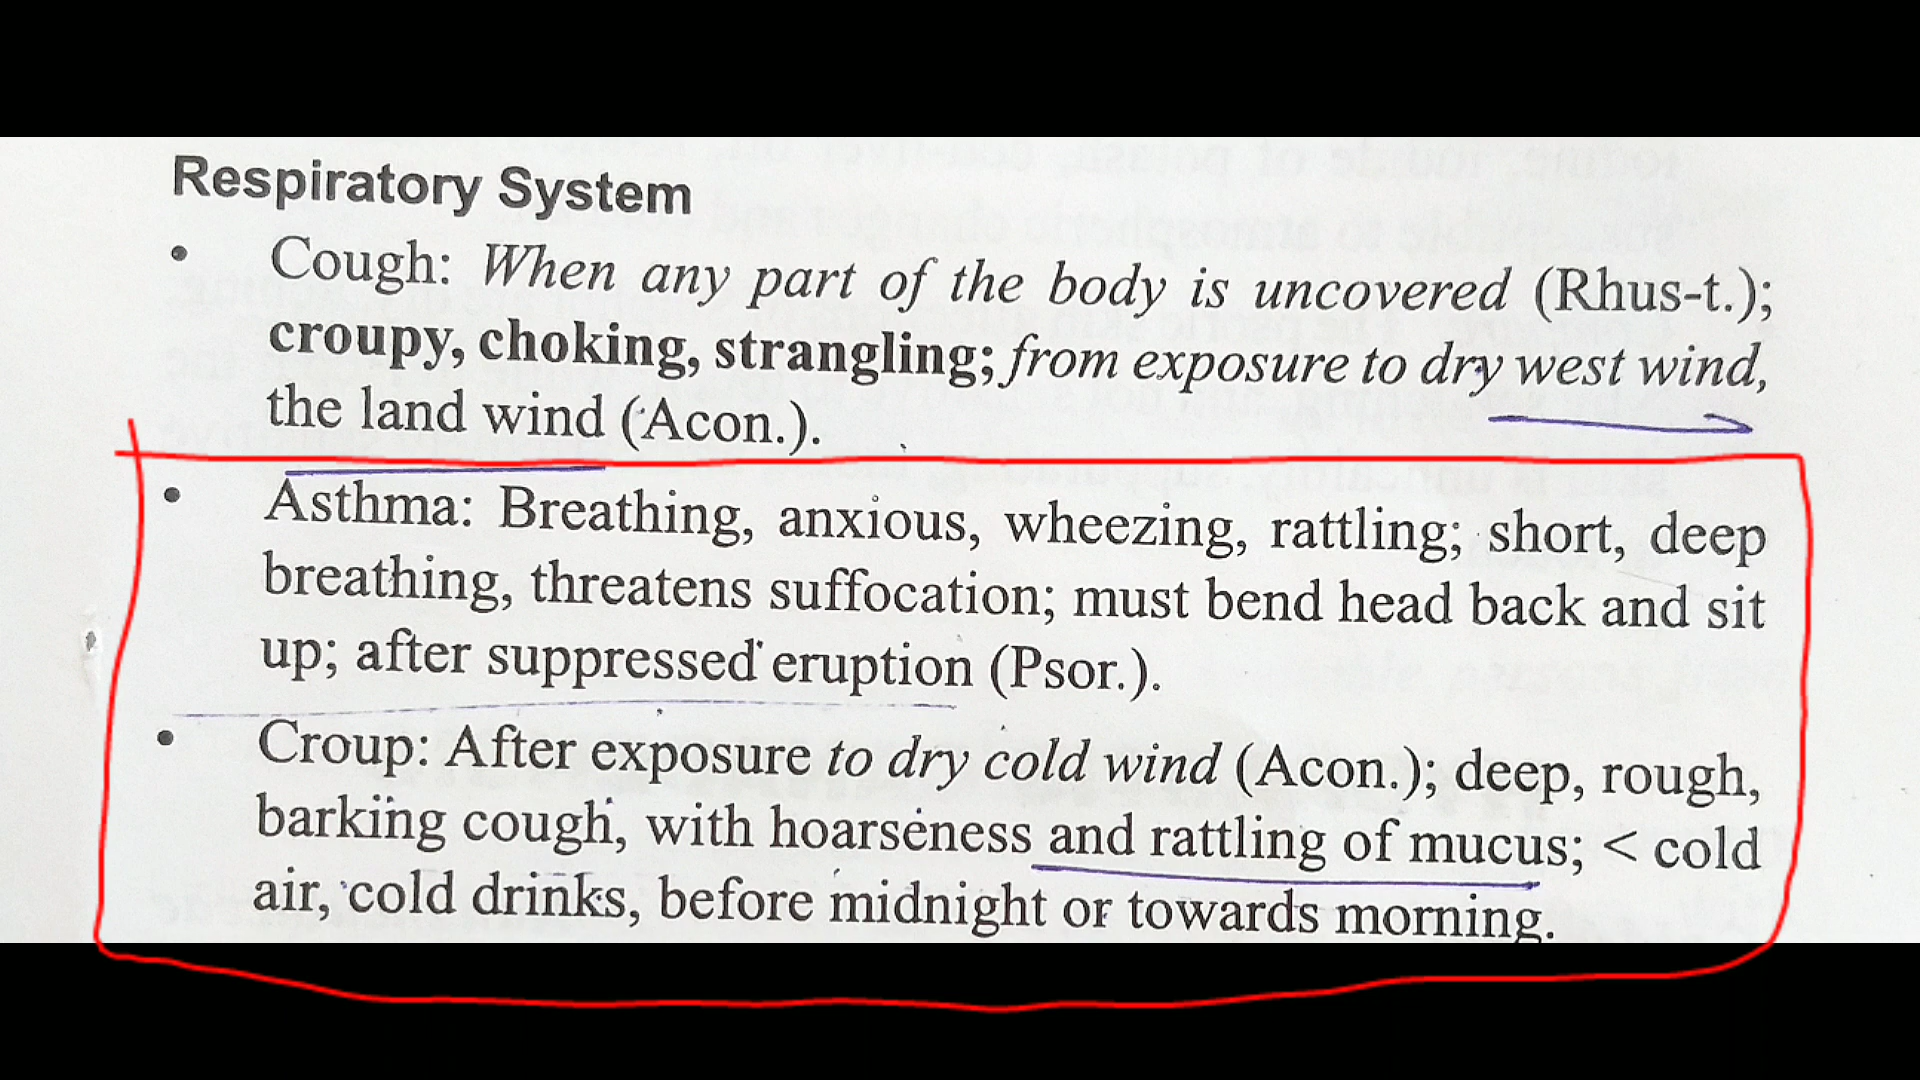 Respiratory System
• Cough: When any part of the body is uncovered (Rhus-t.);
croupy, choking, strangling; from exposure to dry west wind,
the land wind (Acon.).
• Asthma: Breathing, anxious, wheezing, rattling; short, deep
breathing, threatens suffocation; must bend head back and sit
up; after suppressed eruption (Psor.).
• Croup: After exposure to dry cold wind (Acon.); deep, rough,
barking cough, with hoarseness and rattling of mucus; < cold
air, cold drinks, before midnight or towards morning.